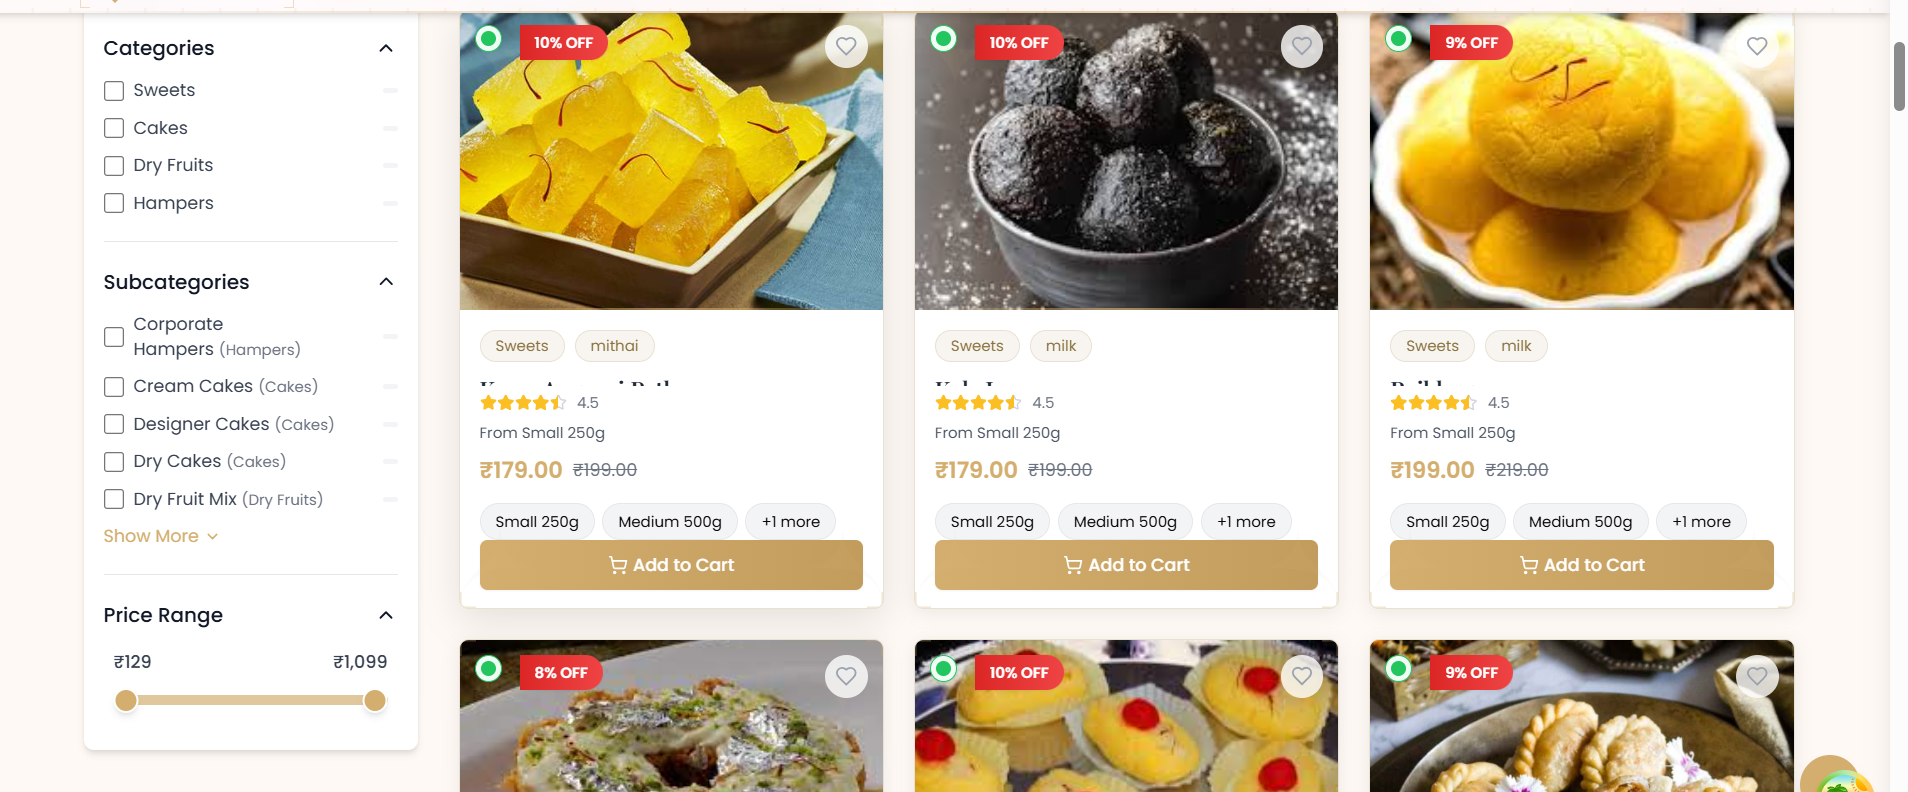 Categories
Sweets
Cakes
Dry Fruits
Hampers
Subcategories
Corporate
Hampers (Hampers)
Cream Cakes (Cakes)
Designer Cakes (Cakes)
Dry Cakes (Cakes)
Dry Fruit Mix (Dry Fruits)
Show More
Price Range
₹129 ₹1,099
10% OFF
Sweets mithai
4.5
From Small 250g
₹179.00 ₹199.00
Small 250g Medium 500g +1 more
Add to Cart
10% OFF
Sweets milk
4.5
From Small 250g
₹179.00 ₹199.00
Small 250g Medium 500g +1 more
Add to Cart
9% OFF
Sweets milk
4.5
From Small 250g
₹199.00 ₹219.00
Small 250g Medium 500g +1 more
Add to Cart
8% OFF
10% OFF
9% OFF